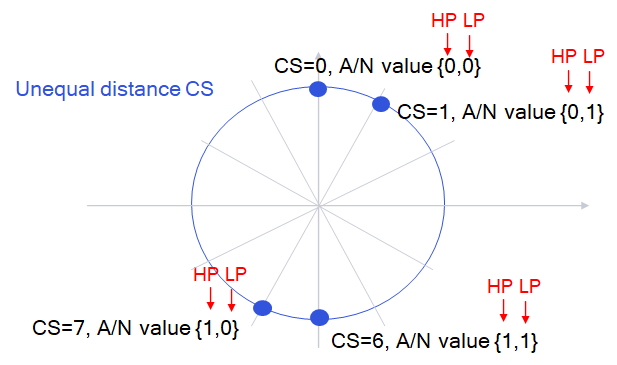 HP LP
CS=0, A/N value {0,0}
HP LP
Unequal distance CS
CS=1, A/N value {0,1}
HP LP
CS=7, A/N value {1,0}
HP LP
CS=6, A/N value {1,1}